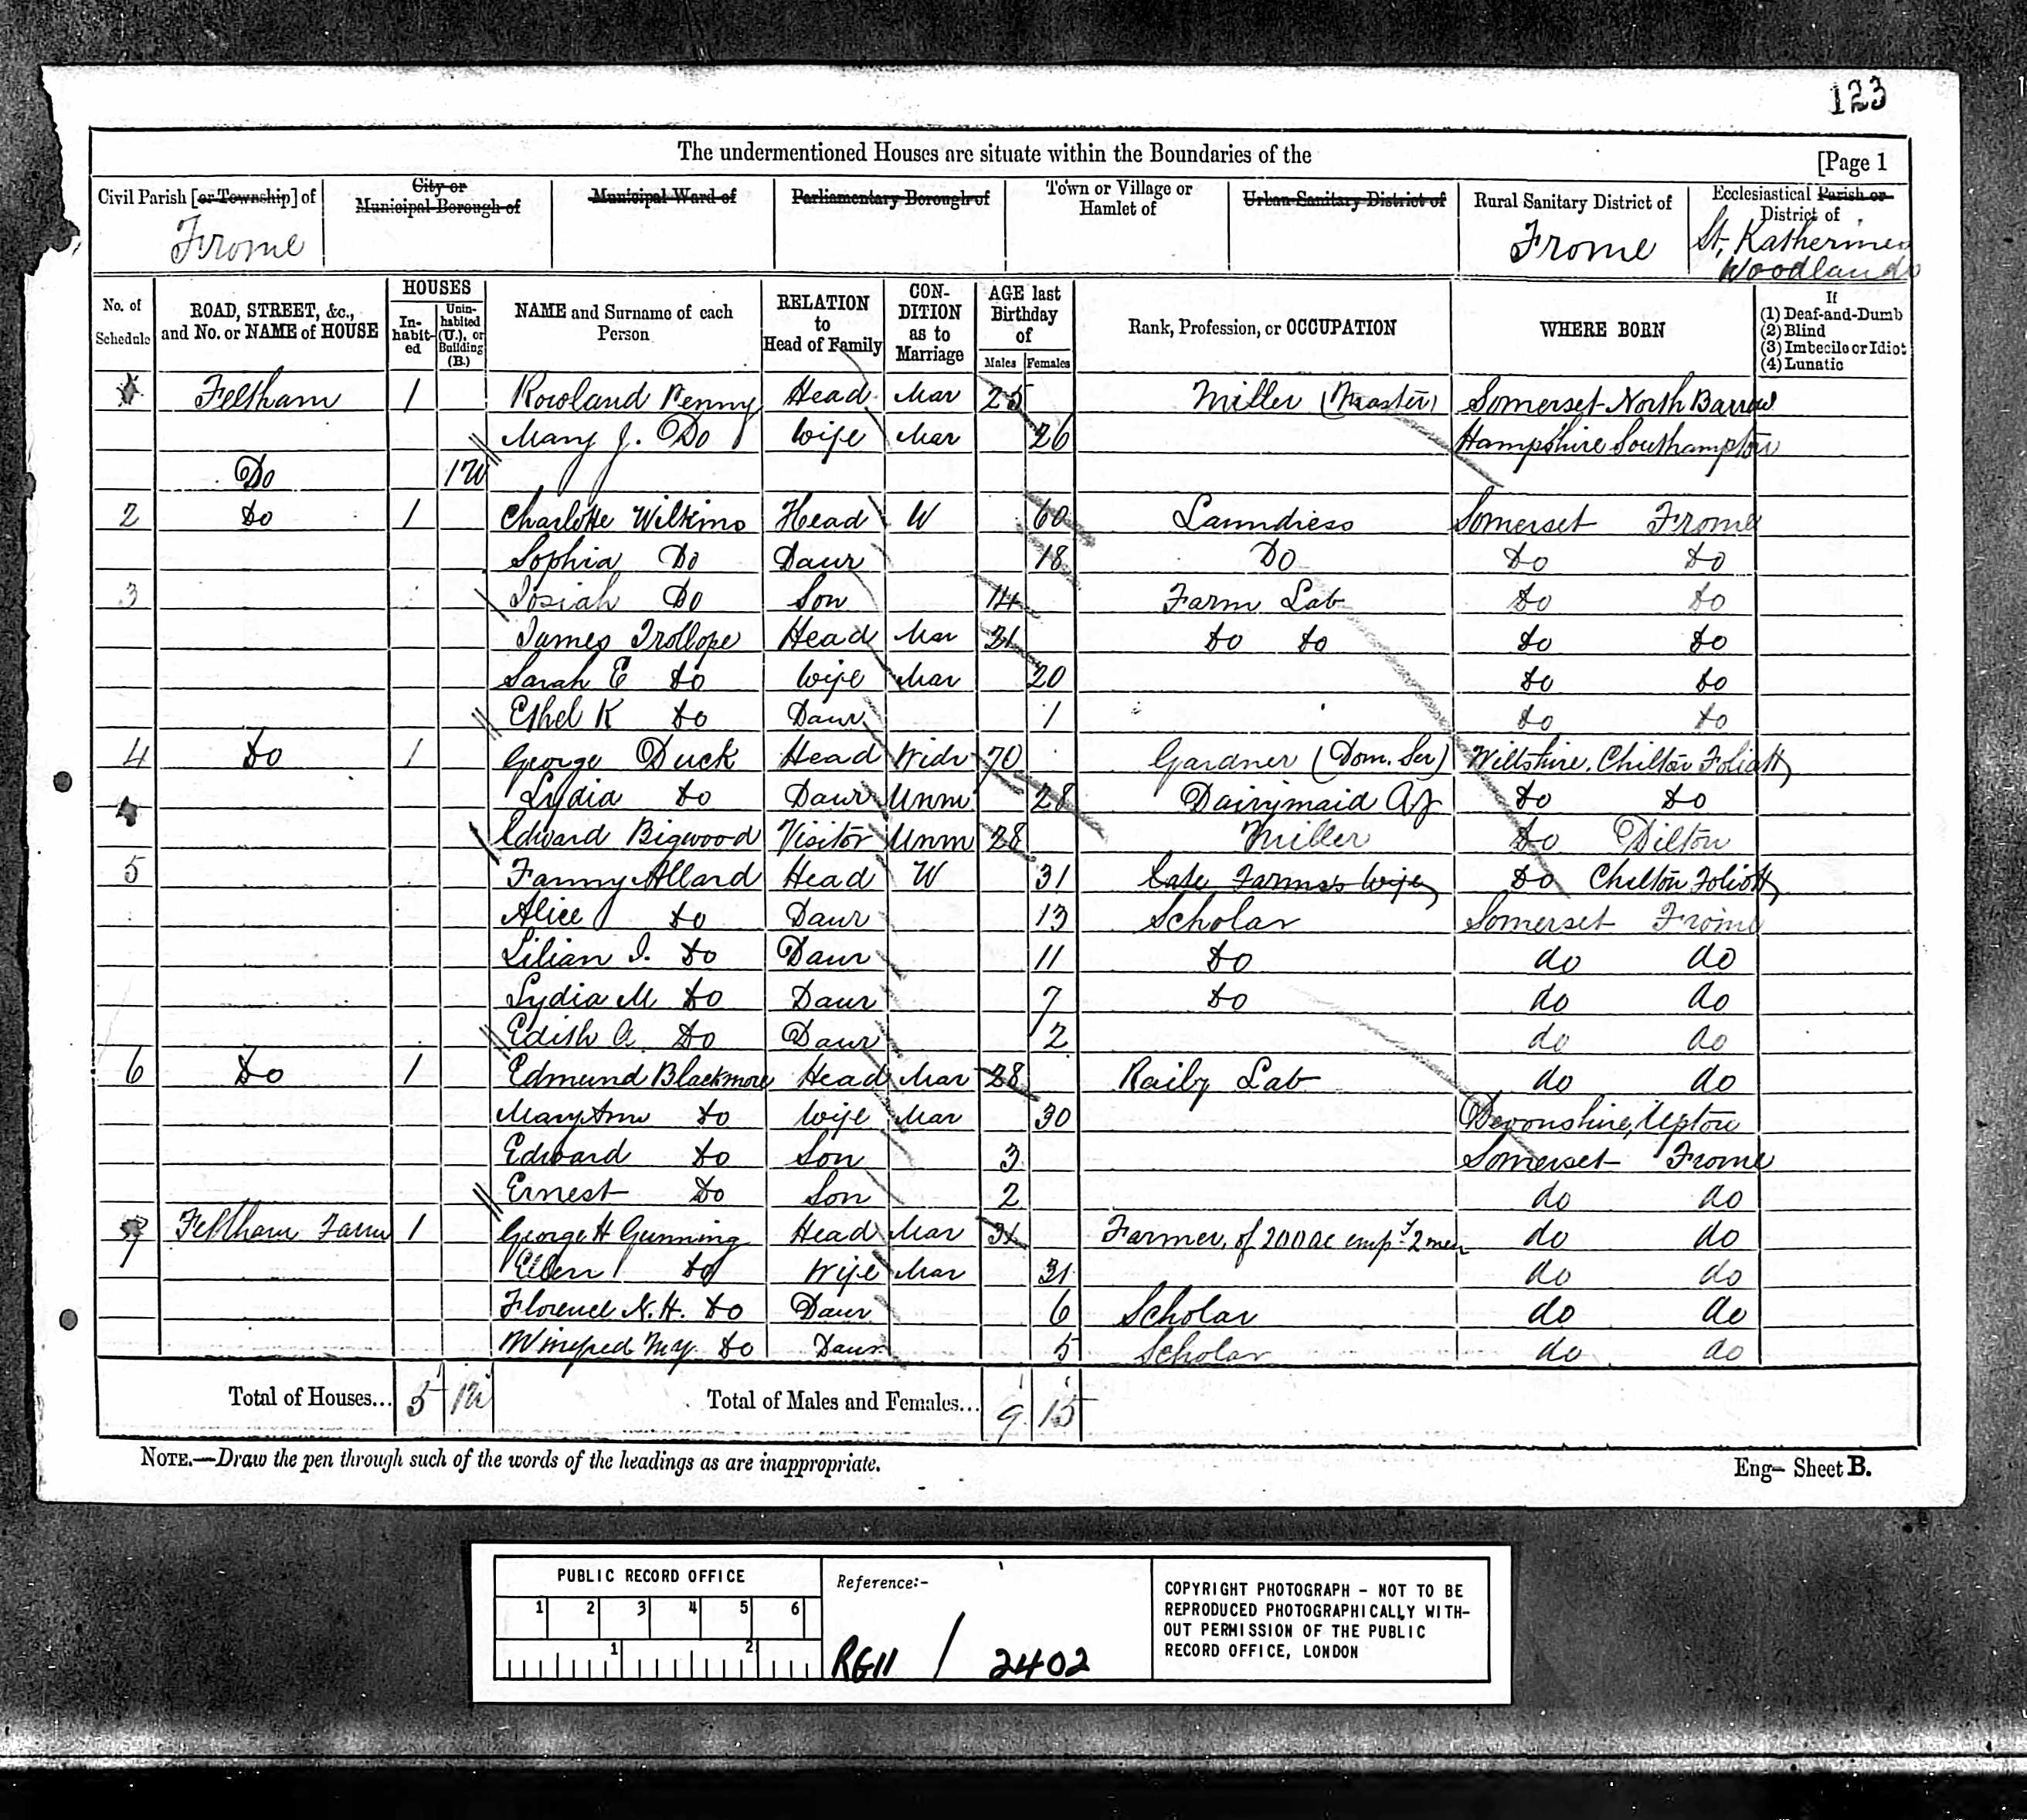 123
The undermentioned Houses are situate within the Boundaries of the
[Page 1
Civil Parish [or Township] of
City or Municipal Borough of
Municipal Ward of
Parliamentary Borough of
Town or Village or Hamlet of
Urban Sanitary District of
Rural Sanitary District of
Ecclesiastical Parish or District of
Frome
Frome
St, Katherines Woodlands
No. of Schedule
ROAD, STREET, &c., and No. or NAME of HOUSE
HOUSES
In-habit-ed
Unin-habited (U.), or Building (B.)
NAME and Surname of each Person
RELATION to Head of Family
CON-DITION as to Marriage
AGE last Birthday of
Males Females
Rank, Profession, or OCCUPATION
WHERE BORN
If
(1) Deaf-and-Dumb
(2) Blind
(3) Imbecile or Idiot
(4) Lunatic
1 Feltham 1 Rowland Penny Head Mar 25 Miller (Master) Somerset North Barrow
Mary J. Do Wife Mar 26 Hampshire Southampton
Do 1 U
2 Do 1 Charlotte Wilkins Head W 60 Laundress Somerset Frome
Sophia Do Daur 18 Do Do Do
3 Josiah Do Son 14 Farm Lab Do Do
James Trollope Head Mar 21 Do Do Do Do
Sarah E Do Wife Mar 20 Do Do
Ethel K Do Daur 1 Do Do
4 Do 1 George Duck Head Widr 70 Gardner (Dom. Ser) Wiltshire, Chilton Foliatt
Lydia Do Daur Unm 28 Dairymaid Ag Do Do
Edward Bigwood Visitor Unm 28 Miller Do Dilton
5 Fanny Allard Head W 31 Late Farmers Wife Do Chilton Foliott
Alice Do Daur 13 Scholar Somerset Frome
Lilian I. Do Daur 11 Do do do
Lydia M Do Daur 7 Do do do
Edith A. Do Daur 2 do do
6 Do 1 Edmund Blackmore Head Mar 28 Raily Lab do do
Mary Ann Do Wife Mar 30 Devonshire, Upton
Edward Do Son 3 Somerset Frome
Ernest Do Son 2 do do
7 Feltham Farm 1 George H Gunning Head Mar 31 Farmer, of 200 ac empg 2 men do do
Ellen Do Wife Mar 31 do do
Florence N. H. Do Daur 6 Scholar do do
Winifred My Do Daur 5 Scholar do do
Total of Houses... 5 1U Total of Males and Females... 9 15
NOTE.—Draw the pen through such of the words of the headings as are inappropriate.
Eng— Sheet B.
PUBLIC RECORD OFFICE
1 2 3 4 5 6
1 2
Reference:-
RG11 / 2402
COPYRIGHT PHOTOGRAPH - NOT TO BE
REPRODUCED PHOTOGRAPHICALLY WITH-
OUT PERMISSION OF THE PUBLIC
RECORD OFFICE, LONDON